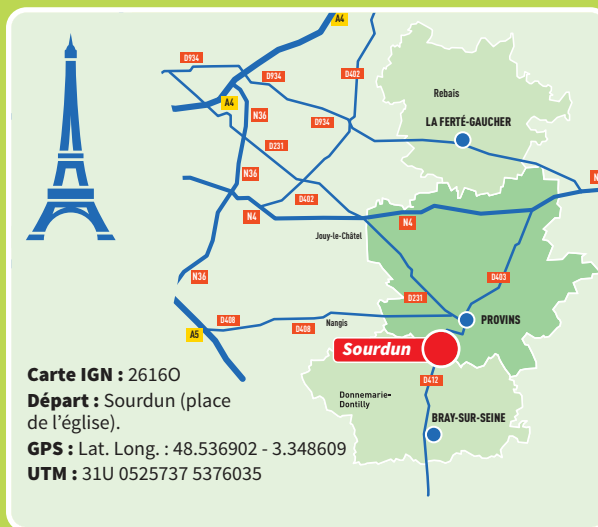 A4
D934
D934
D402
A4
N36
D934
Rebais
LA FERTÉ-GAUCHER
D231
N36
D402
N4
N4
Jouy-le-Châtel
N36
D403
D231
A5
D408
D408
Nangis
PROVINS
Sourdun
D412
Donnemarie-
Dontilly
BRAY-SUR-SEINE
Carte IGN : 2616O
Départ : Sourdun (place
de l’église).
GPS : Lat. Long. : 48.536902 - 3.348609
UTM : 31U 0525737 5376035